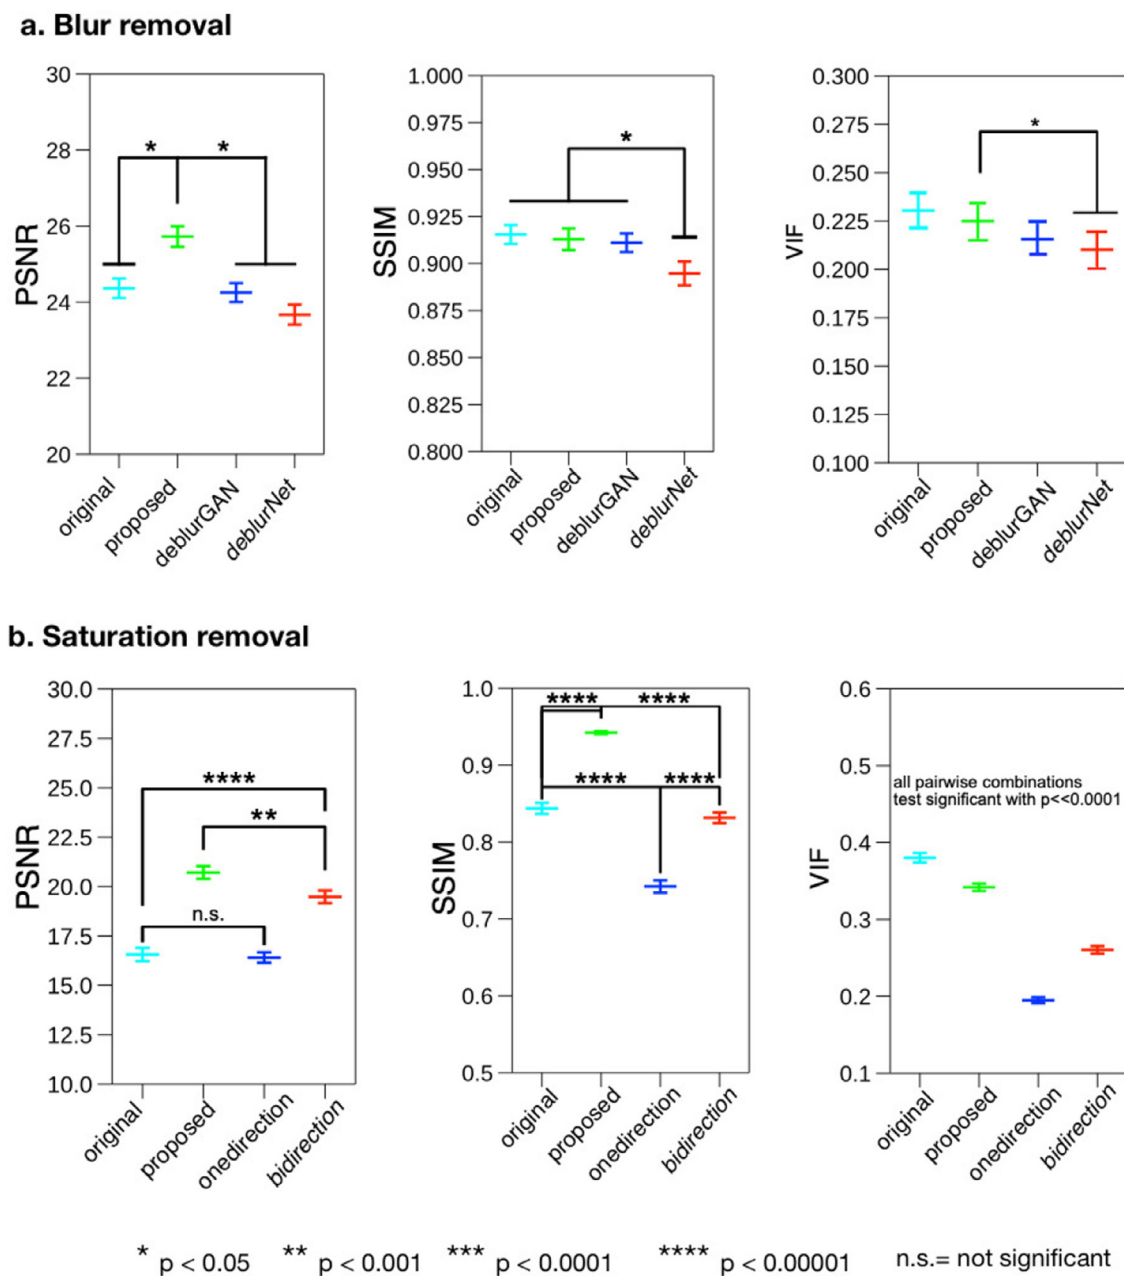 a. Blur removal
PSNR
30
28
26
24
22
20
* *
original
proposed
deblurGAN
deblurNet
SSIM
1.000
0.975
0.950
0.925
0.900
0.875
0.850
0.825
0.800
*
original
proposed
deblurGAN
deblurNet
VIF
0.300
0.275
0.250
0.225
0.200
0.175
0.150
0.125
0.100
*
original
proposed
deblurGAN
deblurNet
b. Saturation removal
PSNR
30.0
27.5
25.0
22.5
20.0
17.5
15.0
12.5
10.0
****
**
n.s.
original
proposed
onedirection
bidirection
SSIM
1.0
0.9
0.8
0.7
0.6
0.5
**** ****
**** ****
original
proposed
onedirection
bidirection
VIF
0.6
0.5
0.4
0.3
0.2
0.1
all pairwise combinations
test significant with p<<0.0001
original
proposed
onedirection
bidirection
* p < 0.05 ** p < 0.001 *** p < 0.0001 **** p < 0.00001 n.s.= not significant